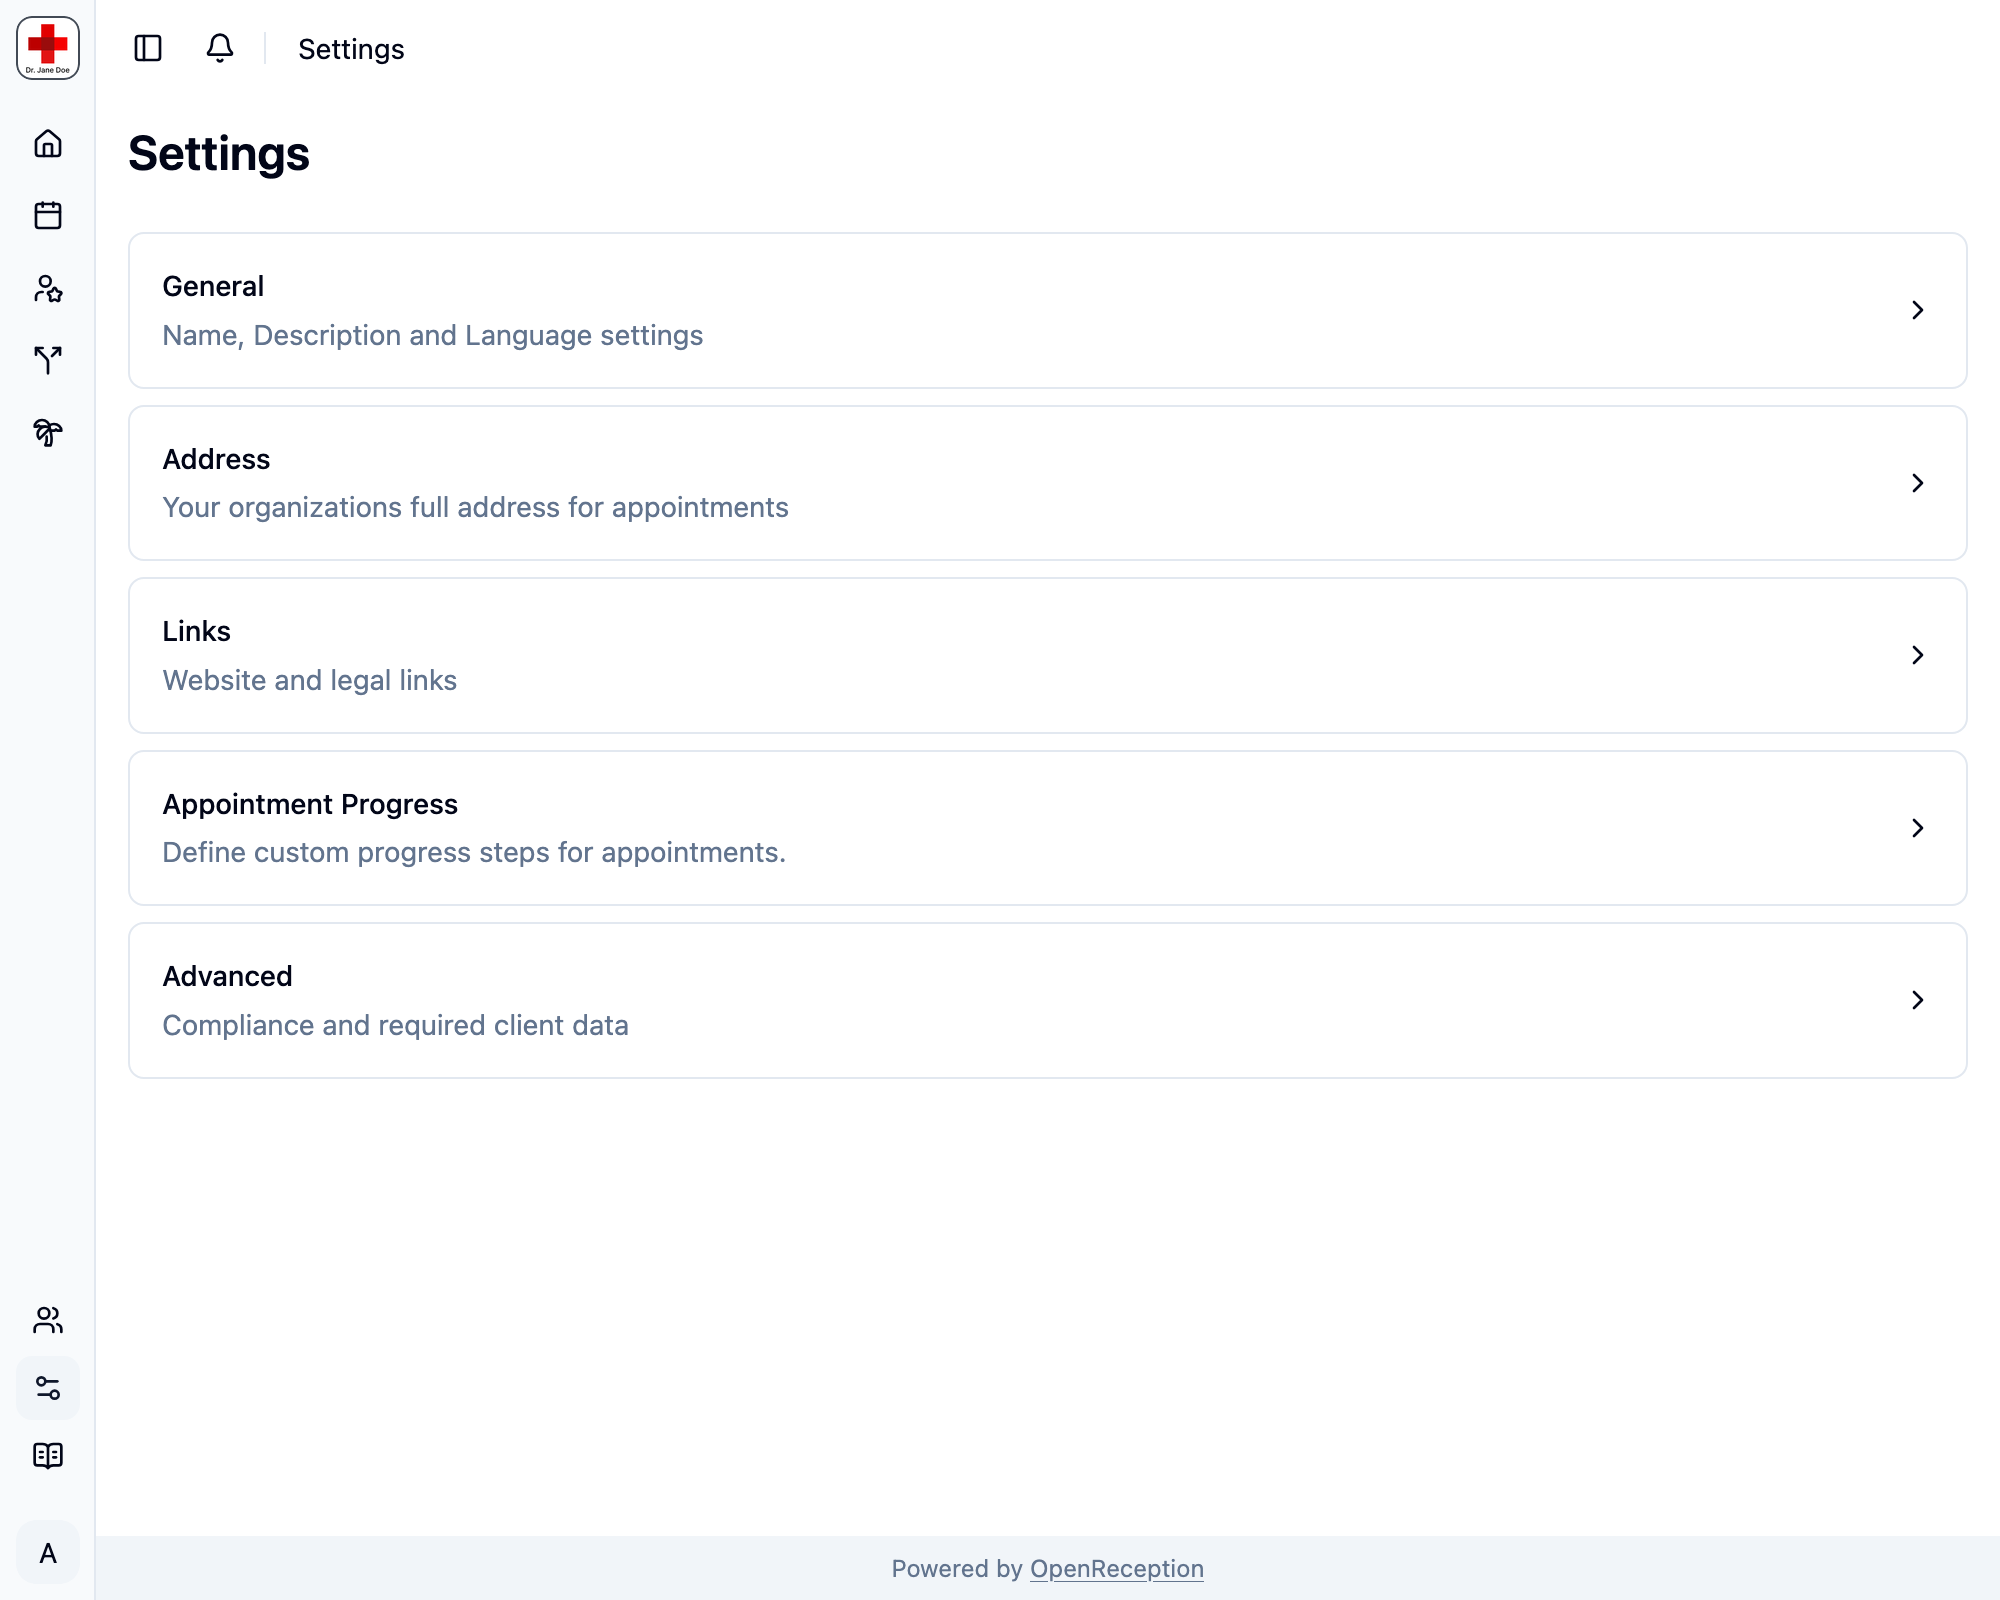 Dr. Jane Doe
Settings
Settings
General
Name, Description and Language settings
Address
Your organizations full address for appointments
Links
Website and legal links
Appointment Progress
Define custom progress steps for appointments.
Advanced
Compliance and required client data
A
Powered by OpenReception